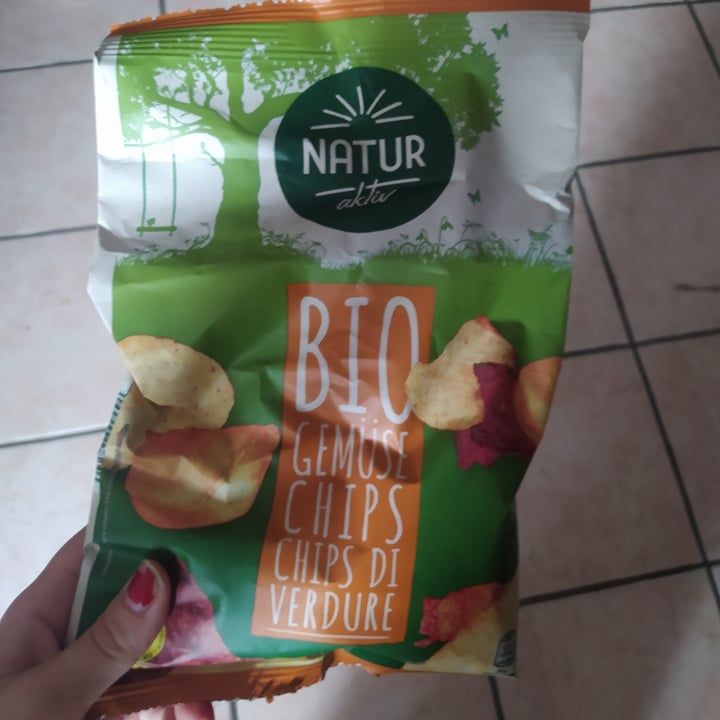 NATUR
aktiv
BIO
GEMÜSE
CHIPS
CHIPS DI
VERDURE